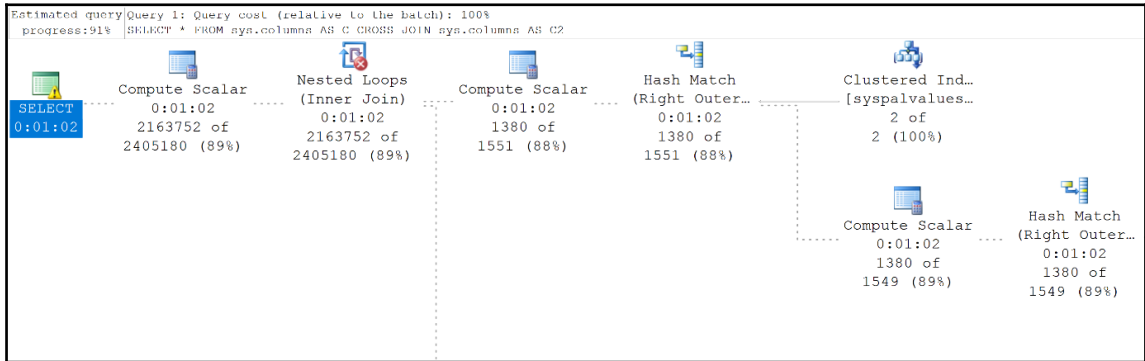 Estimated query
progress:91%
Query 1: Query cost (relative to the batch): 100%
SELECT * FROM sys.columns AS C CROSS JOIN sys.columns AS C2
SELECT
0:01:02
Compute Scalar
0:01:02
2163752 of
2405180 (89%)
Nested Loops
(Inner Join)
0:01:02
2163752 of
2405180 (89%)
Compute Scalar
0:01:02
1380 of
1551 (88%)
Hash Match
(Right Outer…
0:01:02
1380 of
1551 (88%)
Clustered Ind…
[syspalvalues…
2 of
2 (100%)
Compute Scalar
0:01:02
1380 of
1549 (89%)
Hash Match
(Right Outer…
0:01:02
1380 of
1549 (89%)